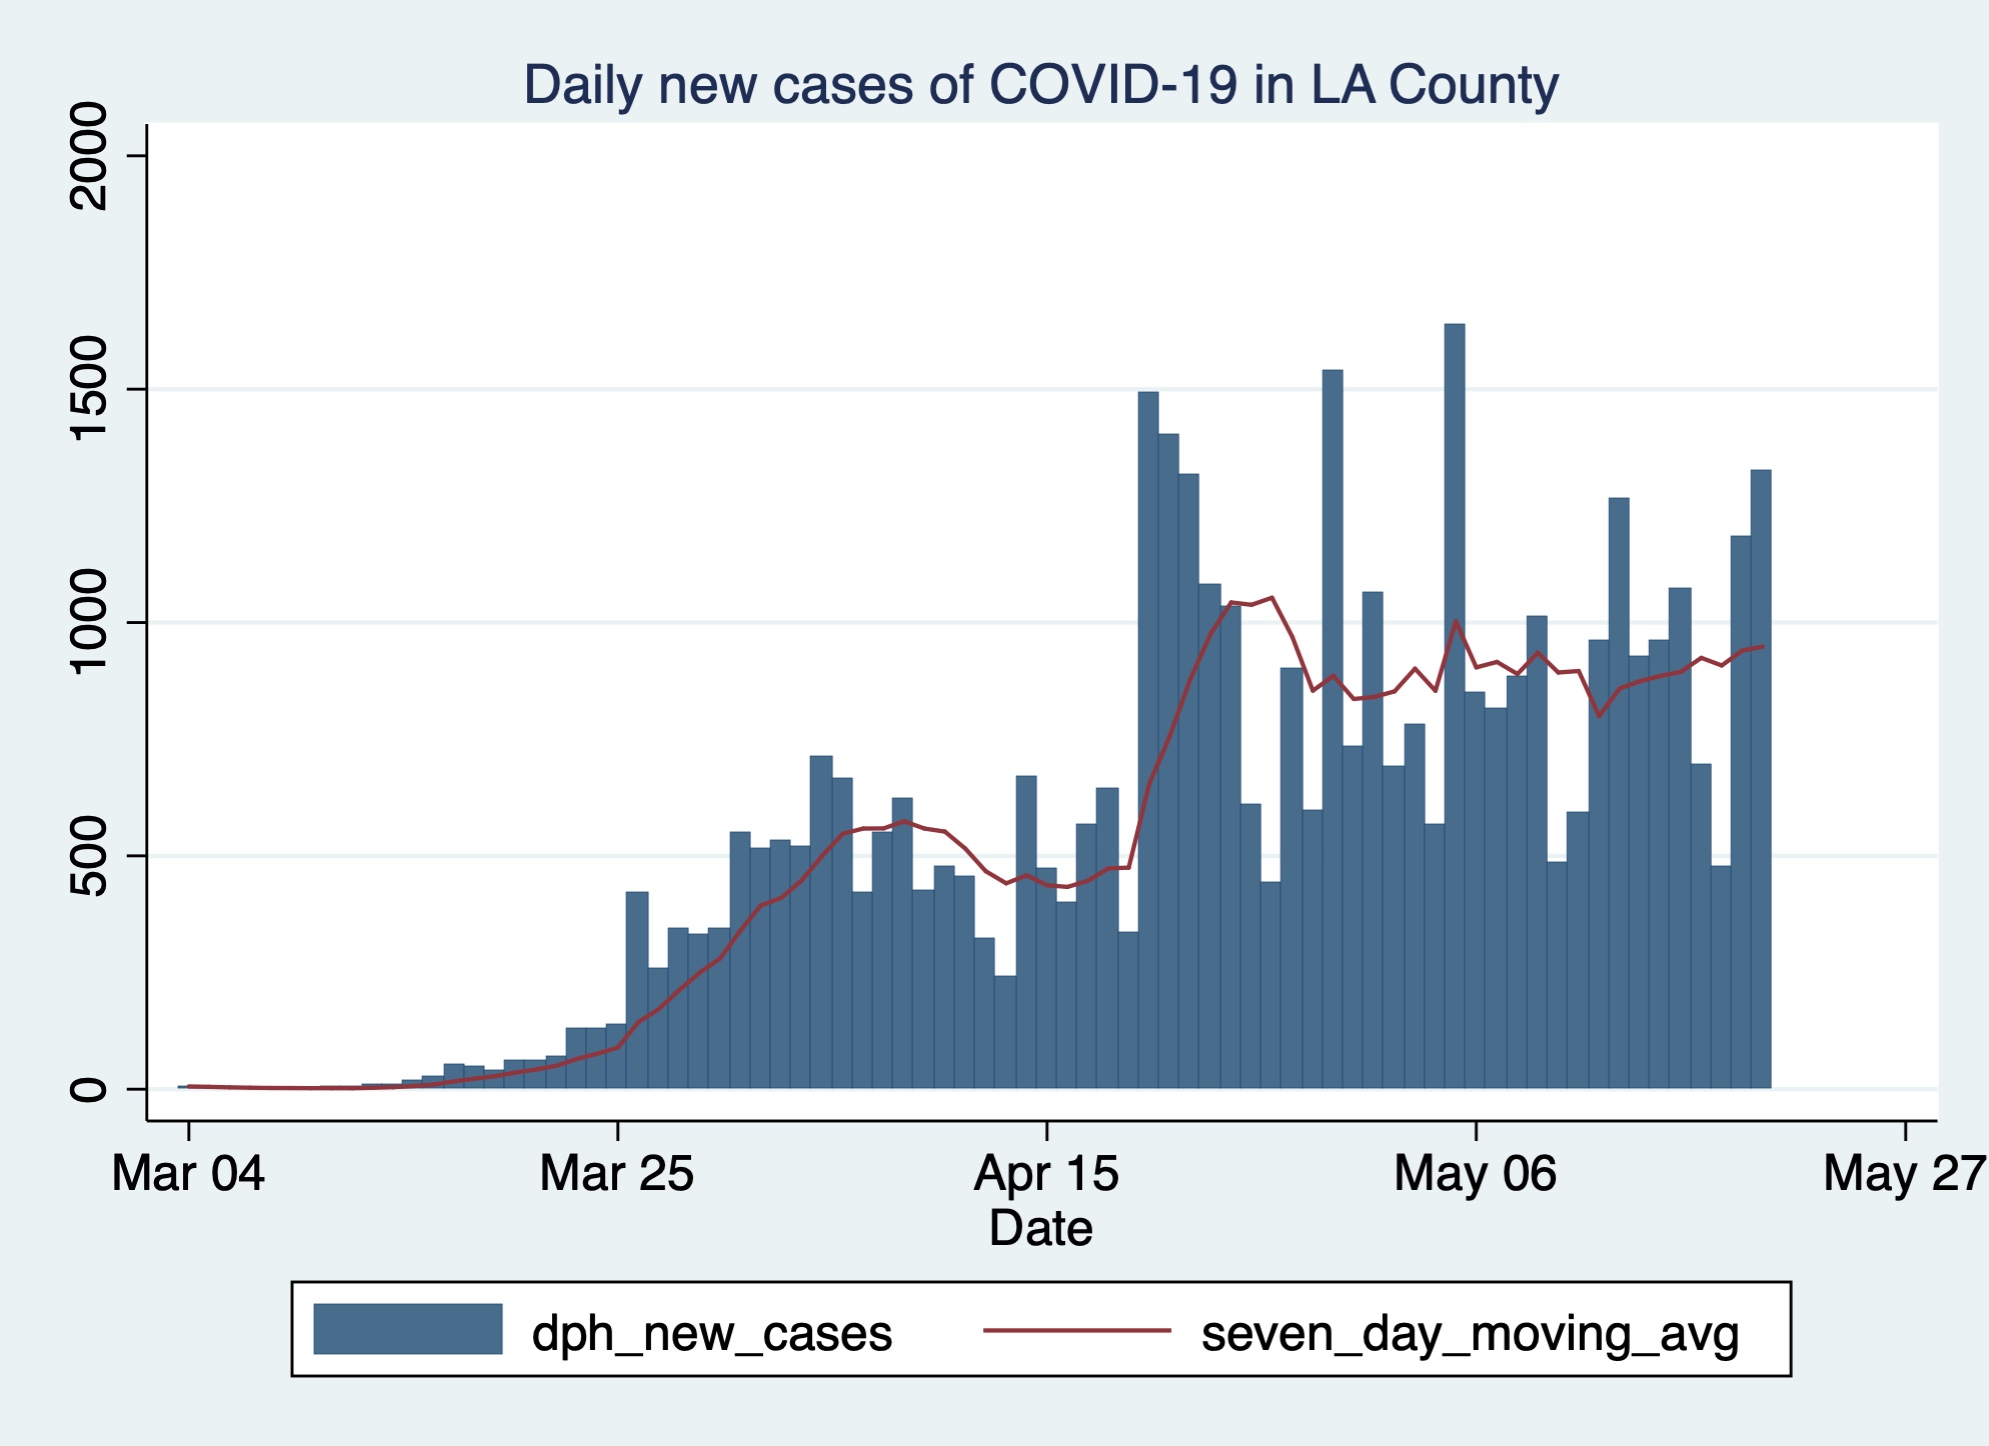 Daily new cases of COVID-19 in LA County
2000
1500
1000
500
0
Mar 04 Mar 25 Apr 15 May 06 May 27
Date
dph_new_cases seven_day_moving_avg